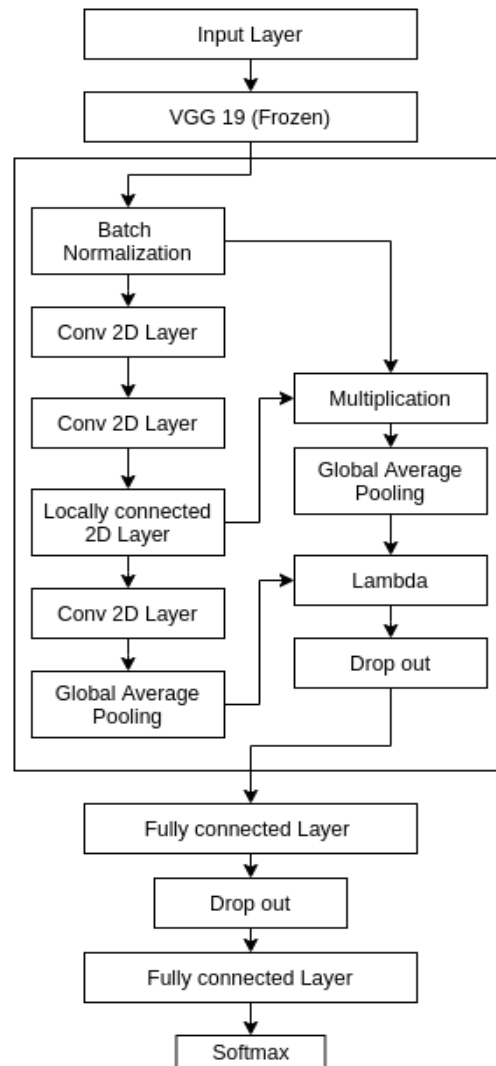 Input Layer
VGG 19 (Frozen)
Batch
Normalization
Conv 2D Layer
Conv 2D Layer
Locally connected
2D Layer
Conv 2D Layer
Global Average
Pooling
Multiplication
Global Average
Pooling
Lambda
Drop out
Fully connected Layer
Drop out
Fully connected Layer
Softmax